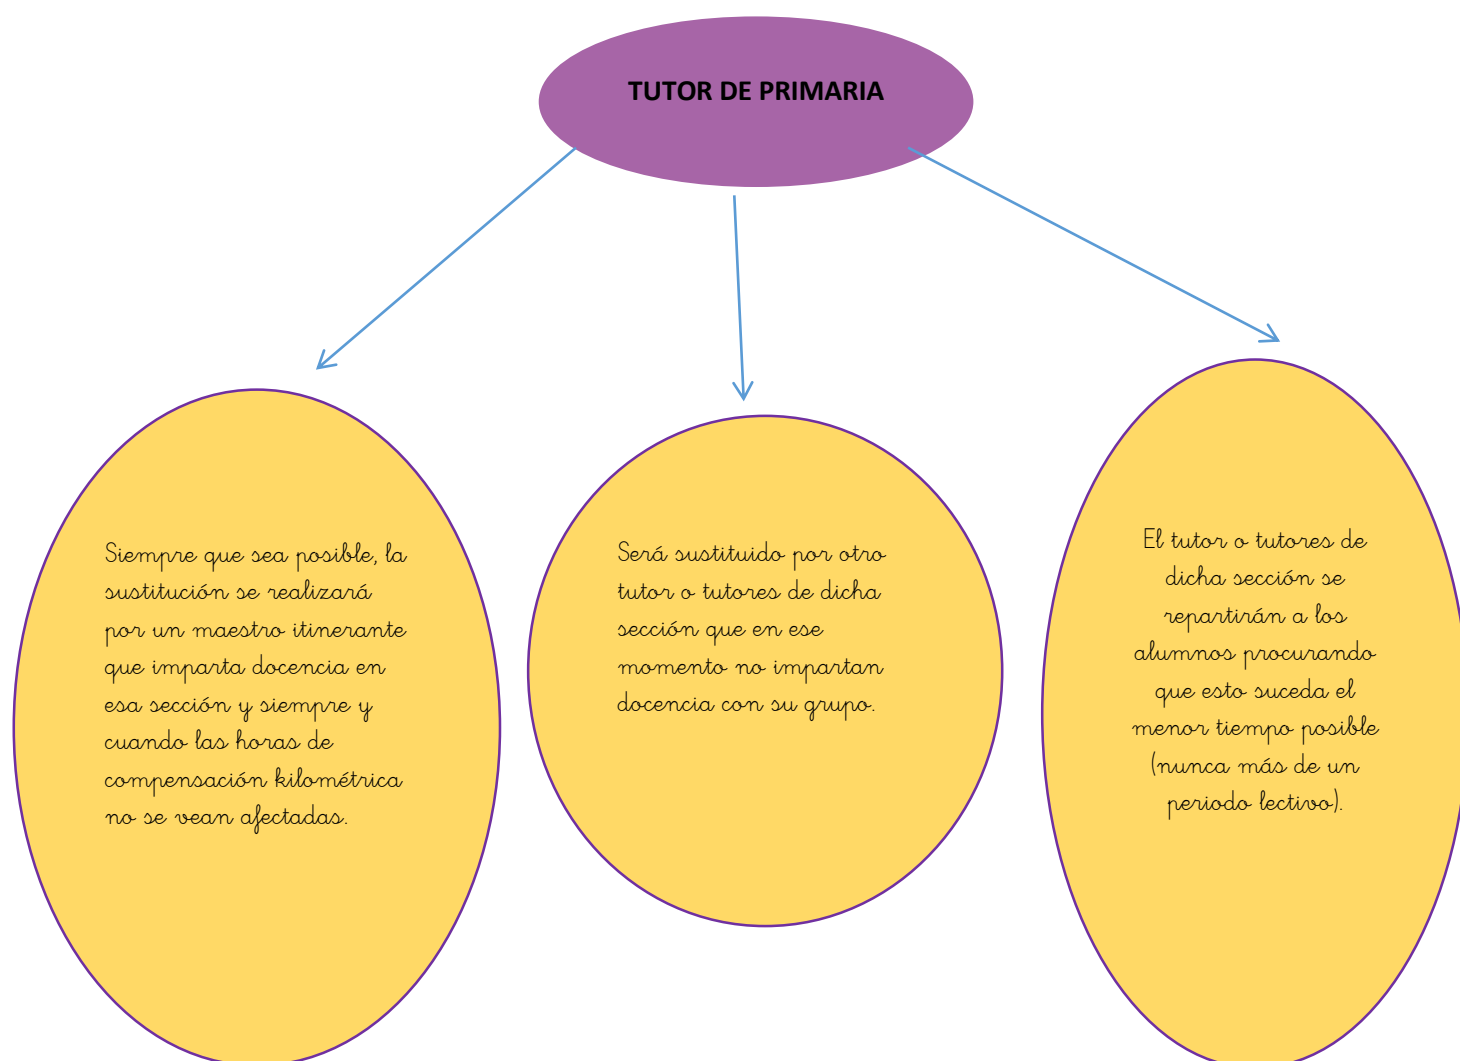 TUTOR DE PRIMARIA
Siempre que sea posible, la
sustitución se realizará
por un maestro itinerante
que imparta docencia en
esa sección y siempre y
cuando las horas de
compensación kilométrica
no se vean afectadas.
Será sustituido por otro
tutor o tutores de dicha
sección que en ese
momento no impartan
docencia con su grupo.
El tutor o tutores de
dicha sección se
repartirán a los
alumnos procurando
que esto suceda el
menor tiempo posible
(nunca más de un
periodo lectivo).